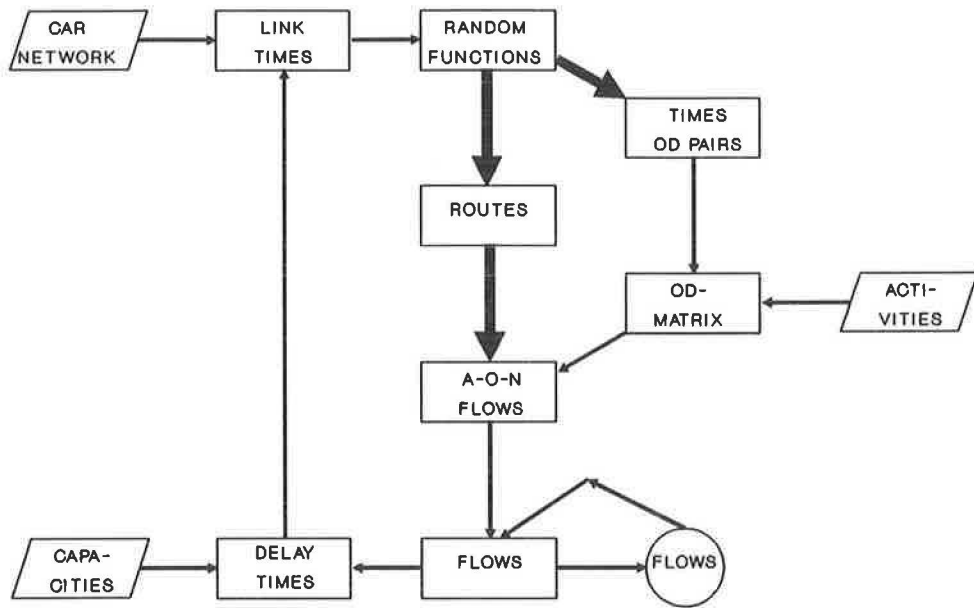 CAR
NETWORK
LINK
TIMES
RANDOM
FUNCTIONS
TIMES
OD PAIRS
ROUTES
OD-
MATRIX
ACTI-
VITIES
A-O-N
FLOWS
CAPA-
CITIES
DELAY
TIMES
FLOWS
FLOWS